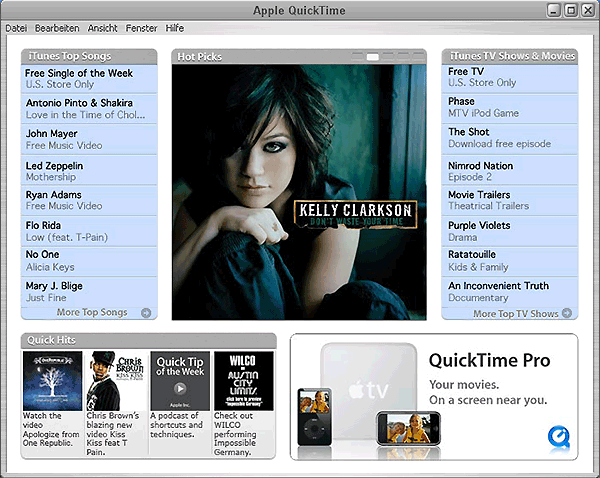 Apple QuickTime
Datei Bearbeiten Ansicht Fenster Hilfe
iTunes Top Songs
Free Single of the Week
U.S. Store Only
Antonio Pinto & Shakira
Love in the Time of Chol...
John Mayer
Free Music Video
Led Zeppelin
Mothership
Ryan Adams
Free Music Video
Flo Rida
Low (feat. T-Pain)
No One
Alicia Keys
Mary J. Blige
Just Fine
More Top Songs
Hot Picks
KELLY CLARKSON
DON'T WASTE YOUR TIME
iTunes TV Shows & Movies
Free TV
U.S. Store Only
Phase
MTV iPod Game
The Shot
Download free episode
Nimrod Nation
Episode 2
Movie Trailers
Theatrical Trailers
Purple Violets
Drama
Ratatouille
Kids & Family
An Inconvenient Truth
Documentary
More Top TV Shows
Quick Hits
Watch the
video
Apologize from
One Republic.
CHRIS
BROWN
KISS KISS
Chris Brown's
blazing new
video Kiss
Kiss feat T
Pain.
Quick Tip
of the Week
Apple Inc.
A podcast of
shortcuts and
techniques.
WILCO
AUSTIN
CITY
LIMITS
Check out
WILCO
performing
Impossible
Germany.
tv
QuickTime Pro
Your movies.
On a screen near you.